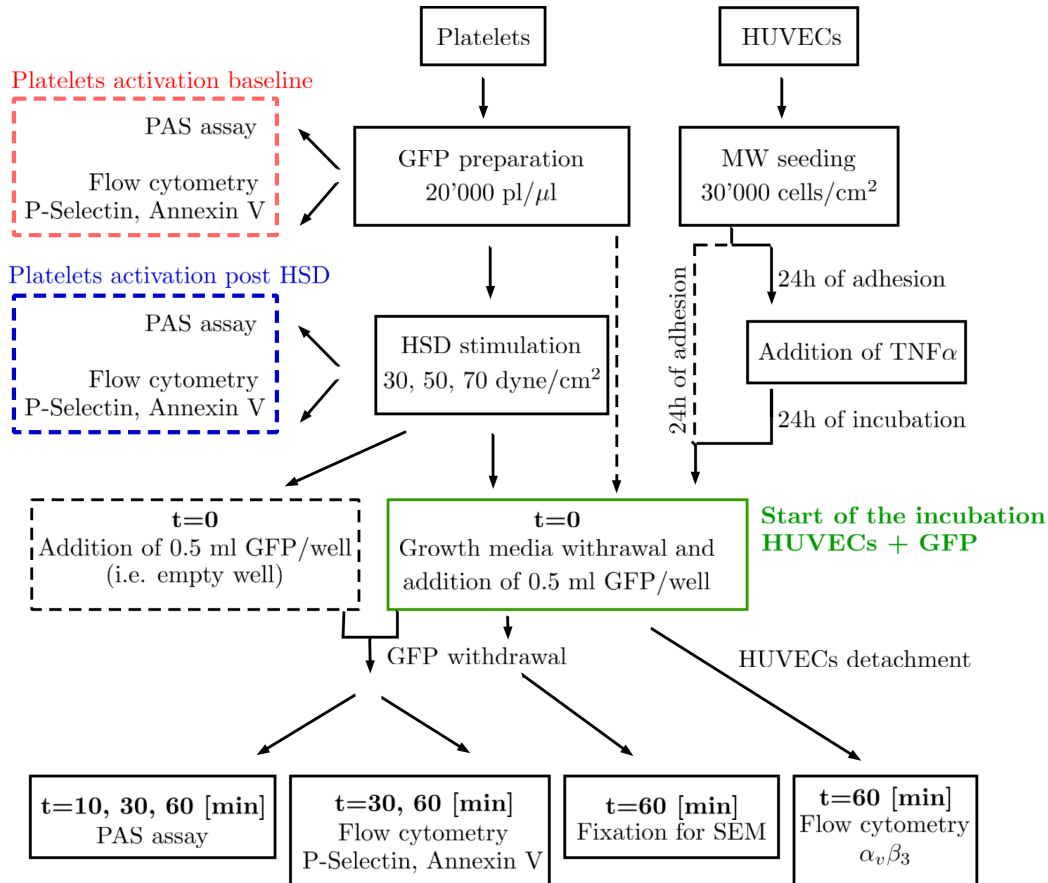 Platelets
HUVECs
Platelets activation baseline
PAS assay
Flow cytometry
P-Selectin, Annexin V
GFP preparation
20'000 pl/μl
MW seeding
30'000 cells/cm²
Platelets activation post HSD
PAS assay
Flow cytometry
P-Selectin, Annexin V
HSD stimulation
30, 50, 70 dyne/cm²
24h of adhesion
24h of adhesion
Addition of TNFα
24h of incubation
t=0
Addition of 0.5 ml GFP/well
(i.e. empty well)
t=0
Growth media withrawal and
addition of 0.5 ml GFP/well
Start of the incubation
HUVECs + GFP
GFP withdrawal
HUVECs detachment
t=10, 30, 60 [min]
PAS assay
t=30, 60 [min]
Flow cytometry
P-Selectin, Annexin V
t=60 [min]
Fixation for SEM
t=60 [min]
Flow cytometry
αᵥβ₃